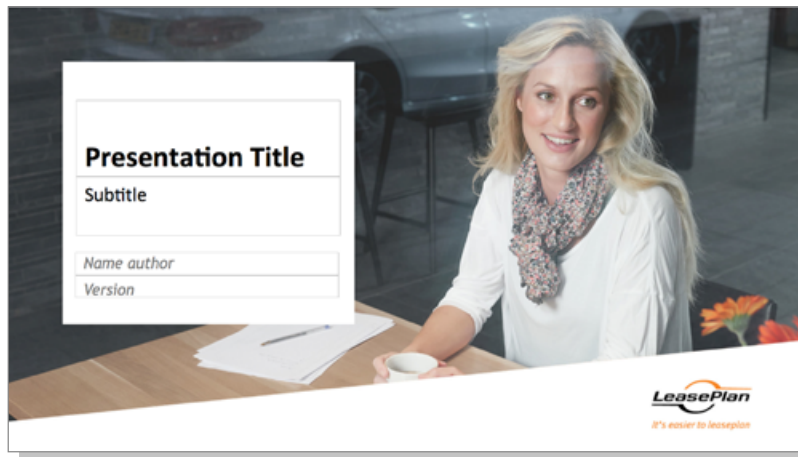 Presentation Title
Subtitle
Name author
Version
LeasePlan
It's easier to leaseplan